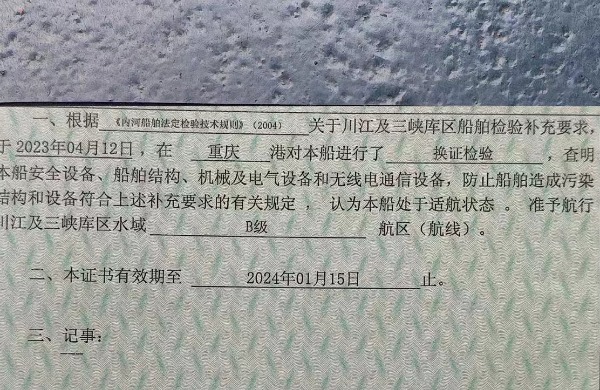 一、根据《内河船舶法定检验技术规则》(2004)关于川江及三峡库区船舶检验补充要求,
于2023年04月12日,在 重庆 港对本船进行了 换证检验 ,查明
本船安全设备、船舶结构、机械及电气设备和无线电通信设备,防止船舶造成污染
结构和设备符合上述补充要求的有关规定 , 认为本船处于适航状态 。 准予航行
川江及三峡库区水域 B级 航区(航线)。
二、本证书有效期至 2024年01月15日 止。
三、记事: